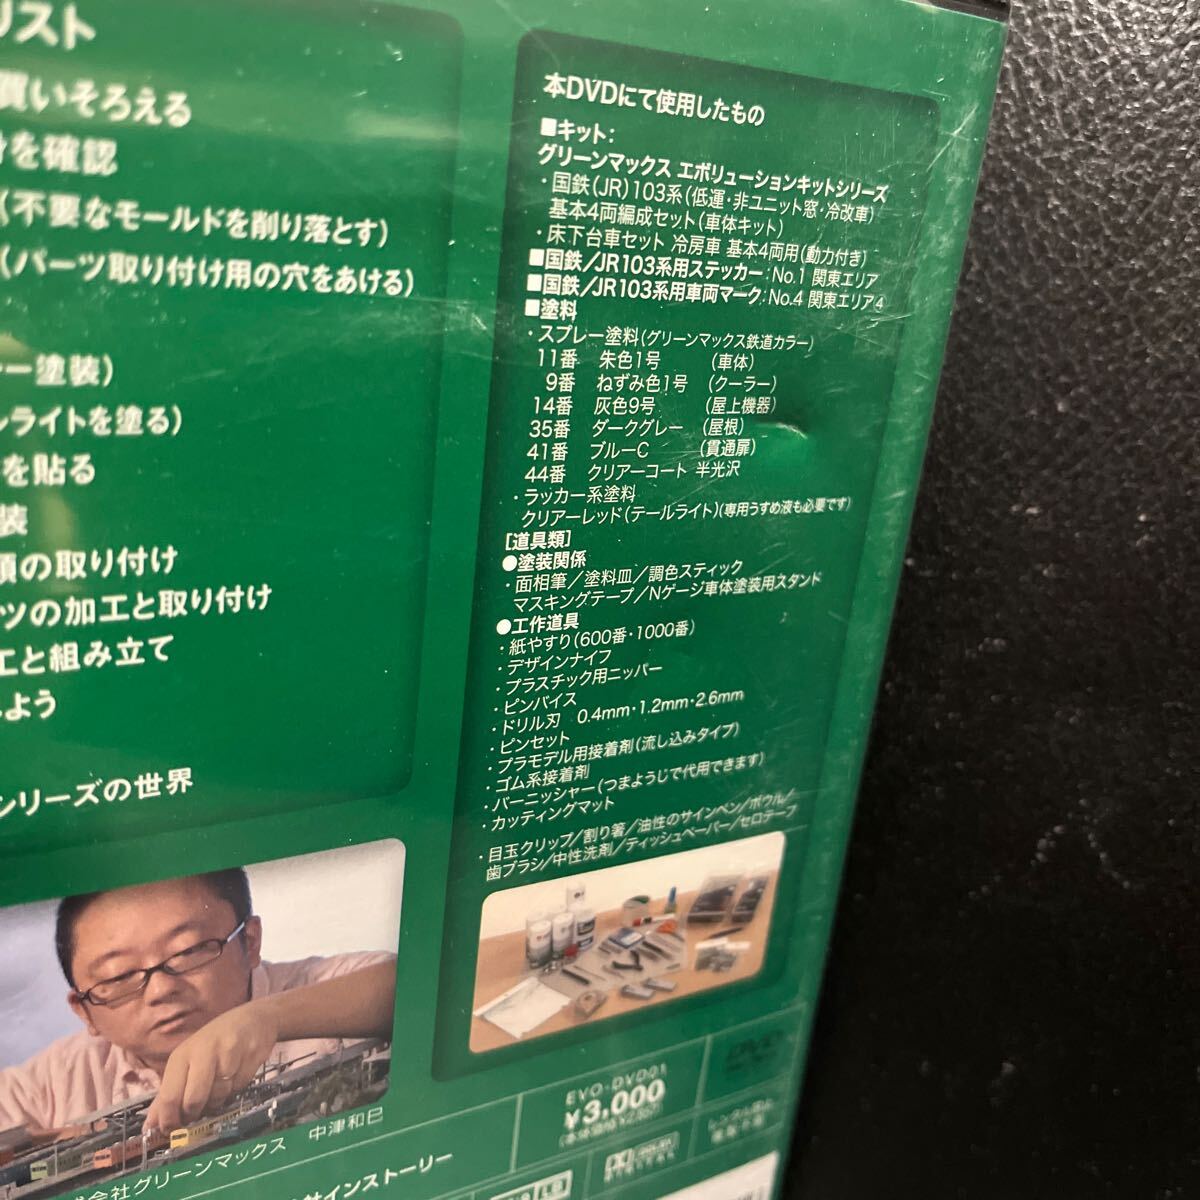 リスト
買いそろえる
を確認
(不要なモールドを削り落とす)
(パーツ取り付け用の穴をあける)
ー塗装)
ルライトを塗る)
を貼る
装
類の取り付け
ツの加工と取り付け
工と組み立て
よう
シリーズの世界
本DVDにて使用したもの
■キット:
グリーンマックス エボリューションキットシリーズ
・国鉄(JR)103系(低運・非ユニット窓・冷改車)
基本4両編成セット(車体キット)
・床下台車セット 冷房車 基本4両用(動力付き)
■国鉄/JR103系用ステッカー:No.1 関東エリア
■国鉄/JR103系用車両マーク:No.4 関東エリア4
■塗料
・スプレー塗料(グリーンマックス鉄道カラー)
11番 朱色1号 (車体)
9番 ねずみ色1号 (クーラー)
14番 灰色9号 (屋上機器)
35番 ダークグレー (屋根)
41番 ブルーC (貫通扉)
44番 クリアーコート 半光沢
・ラッカー系塗料
クリアーレッド(テールライト)(専用うすめ液も必要です)
[道具類]
●塗装関係
・面相筆/塗料皿/調色スティック
マスキングテープ/Nゲージ車体塗装用スタンド
●工作道具
・紙やすり(600番・1000番)
・デザインナイフ
・プラスチック用ニッパー
・ピンバイス
・ドリル刃 0.4mm・1.2mm・2.6mm
・ピンセット
・プラモデル用接着剤(流し込みタイプ)
・ゴム系接着剤
・バーニッシャー(つまようじで代用できます)
・カッティングマット
・目玉クリップ/割り箸/油性のサインペン/ボウル/
歯ブラシ/中性洗剤/ティッシュペーパー/セロテープ
式会社グリーンマックス 中津和巳
インストーリー
EVO-DVD01
¥3,000
DVD
DIGITAL